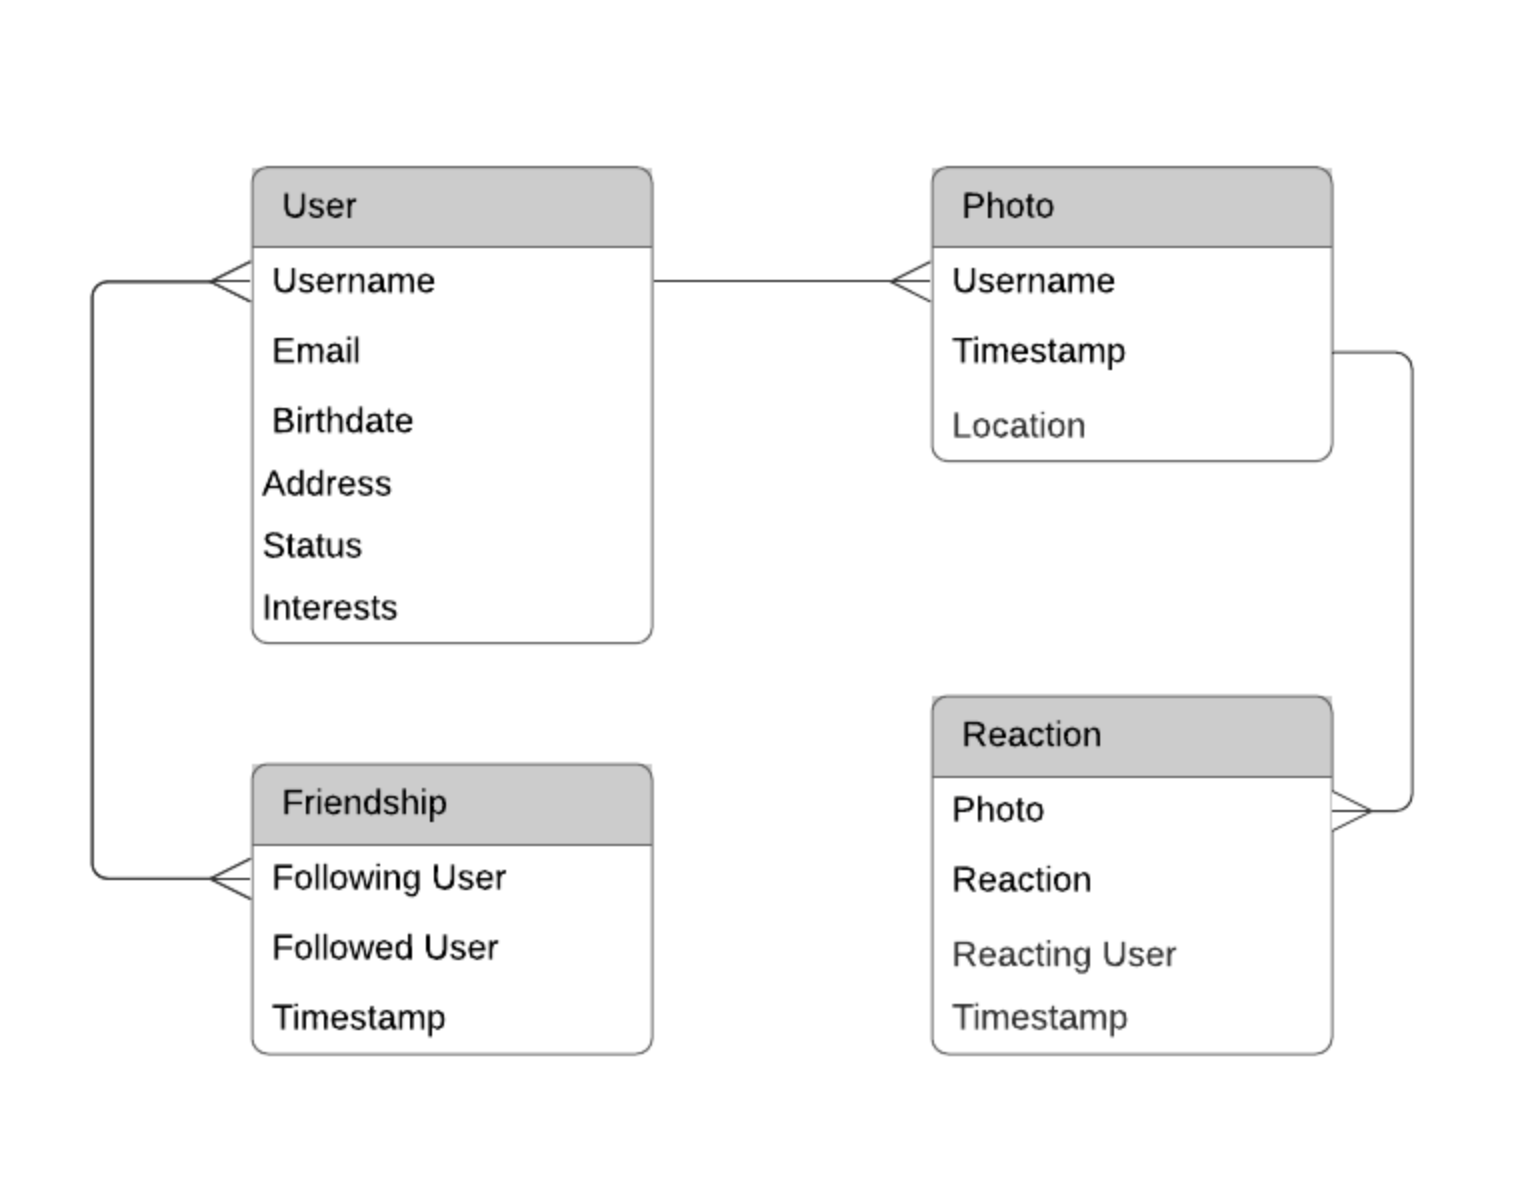 User
Username
Email
Birthdate
Address
Status
Interests
Photo
Username
Timestamp
Location
Friendship
Following User
Followed User
Timestamp
Reaction
Photo
Reaction
Reacting User
Timestamp